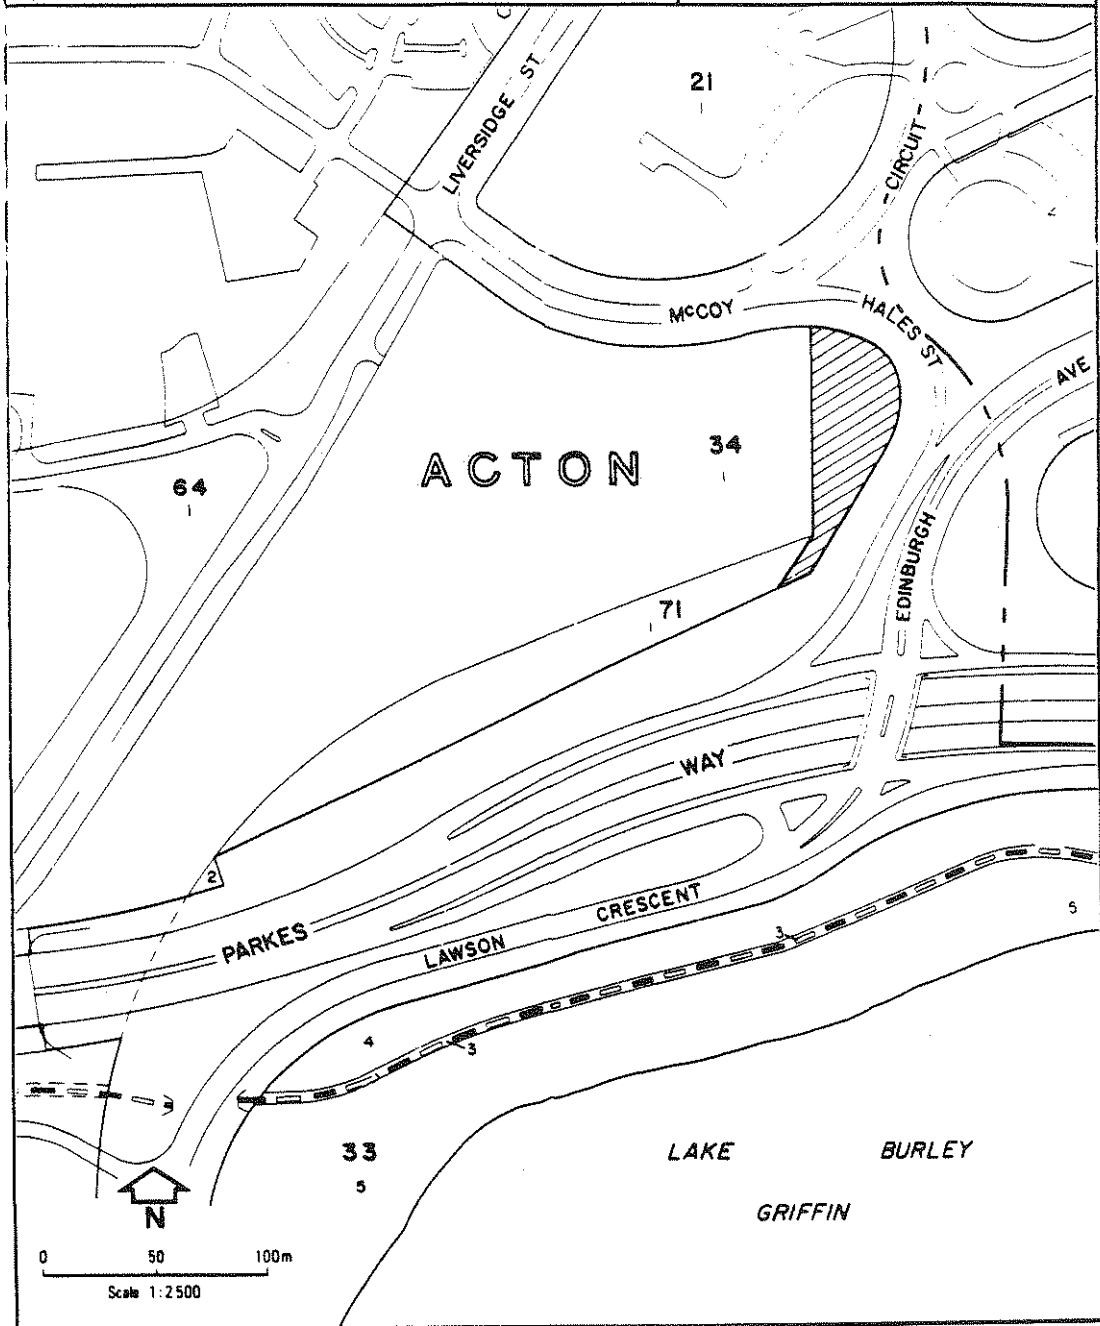 21
LIVERSIDGE ST
CIRCUIT
McCOY
HALES ST
AVE
ACTON
34
64
EDINBURGH
71
WAY
2
PARKES
CRESCENT
LAWSON
3
5
4
3
33
5
LAKE BURLEY
GRIFFIN
N
0 50 100m
Scale 1:2500